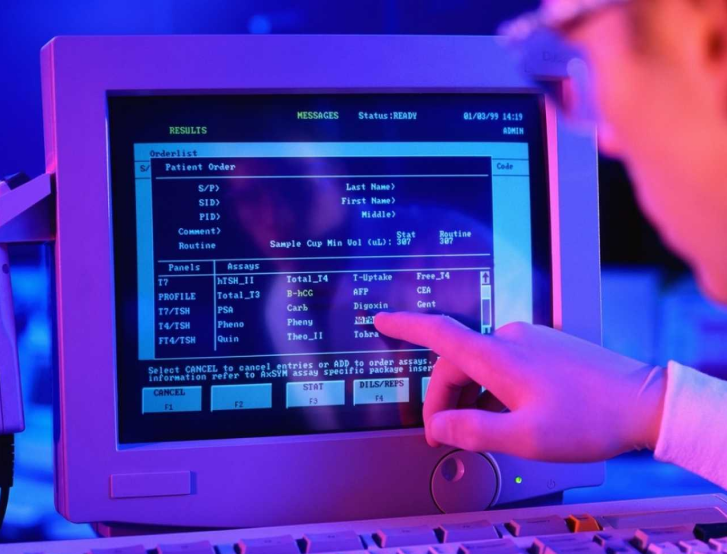 MESSAGES Status:READY 01/03/99 14:19
RESULTS ADMIN
Orderlist
S/ Patient Order Code
S/P> Last Name>
SID> First Name>
PID> Middle>
Comment> Stat Routine
Routine Sample Cup Min Vol (uL): 307 307
Panels Assays
T7 hTSH_II Total_T4 T-Uptake Free_T4
PROFILE Total_T3 B-hCG AFP CEA
T7/TSH PSA Carb Digoxin Gent
T4/TSH Pheno Pheny NAPA
FT4/TSH Quin Theo_II Tobra
Select CANCEL to cancel entries or ADD to order assays.
information refer to AxSYM assay specific package inser
CANCEL STAT DILS/REPS
F1 F2 F3 F4